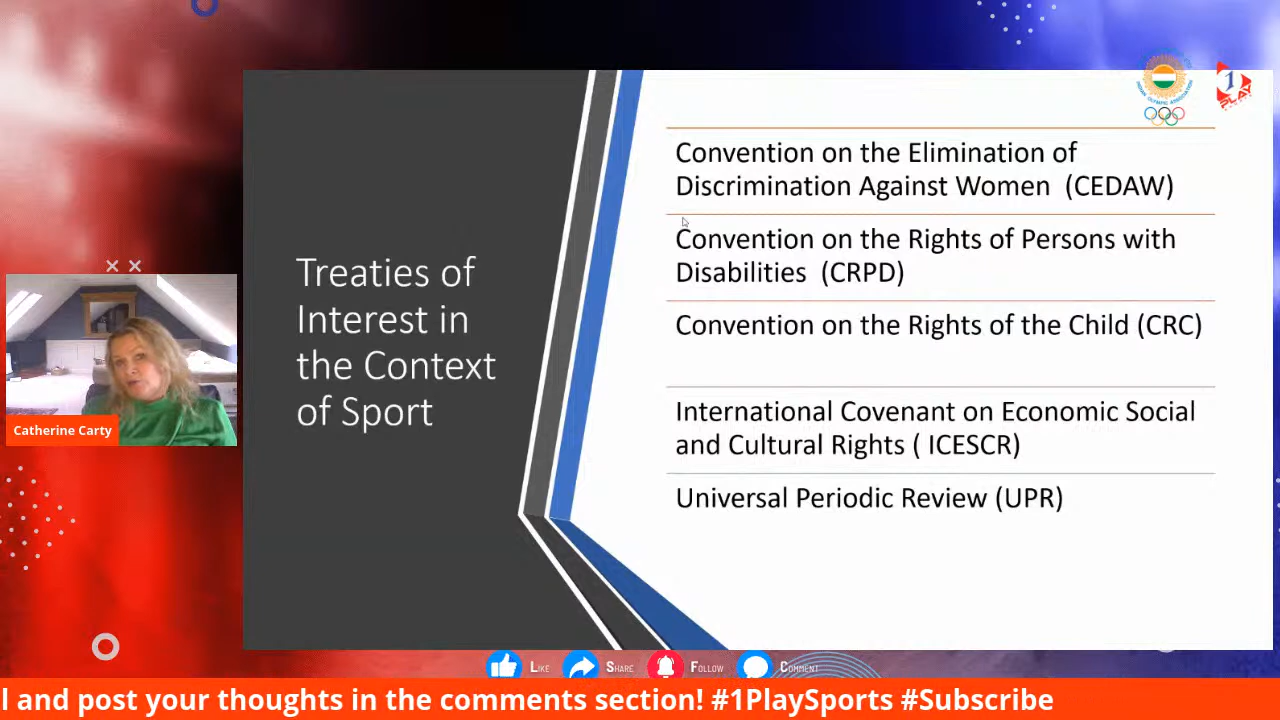 1
PLAY
Convention on the Elimination of
Discrimination Against Women (CEDAW)
Convention on the Rights of Persons with
Disabilities (CRPD)
Treaties of
Interest in
the Context
of Sport
Convention on the Rights of the Child (CRC)
International Covenant on Economic Social
and Cultural Rights ( ICESCR)
Universal Periodic Review (UPR)
Catherine Carty
Like Share Follow Comment
l and post your thoughts in the comments section! #1PlaySports #Subscribe